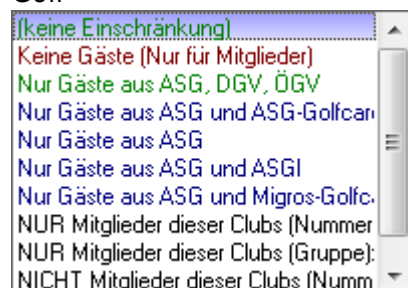 (keine Einschränkung)
Keine Gäste (Nur für Mitglieder)
Nur Gäste aus ASG, DGV, ÖGV
Nur Gäste aus ASG und ASG-Golfcar
Nur Gäste aus ASG
Nur Gäste aus ASG und ASGI
Nur Gäste aus ASG und Migros-Golfc
NUR Mitglieder dieser Clubs (Nummer
NUR Mitglieder dieser Clubs (Gruppe):
NICHT Mitglieder dieser Clubs (Numm